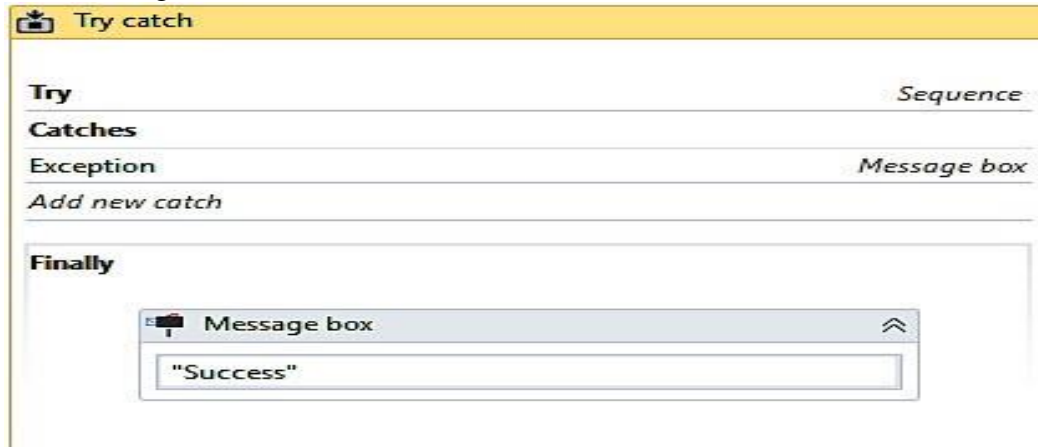 Try catch
Try Sequence
Catches
Exception Message box
Add new catch
Finally
Message box
"Success"